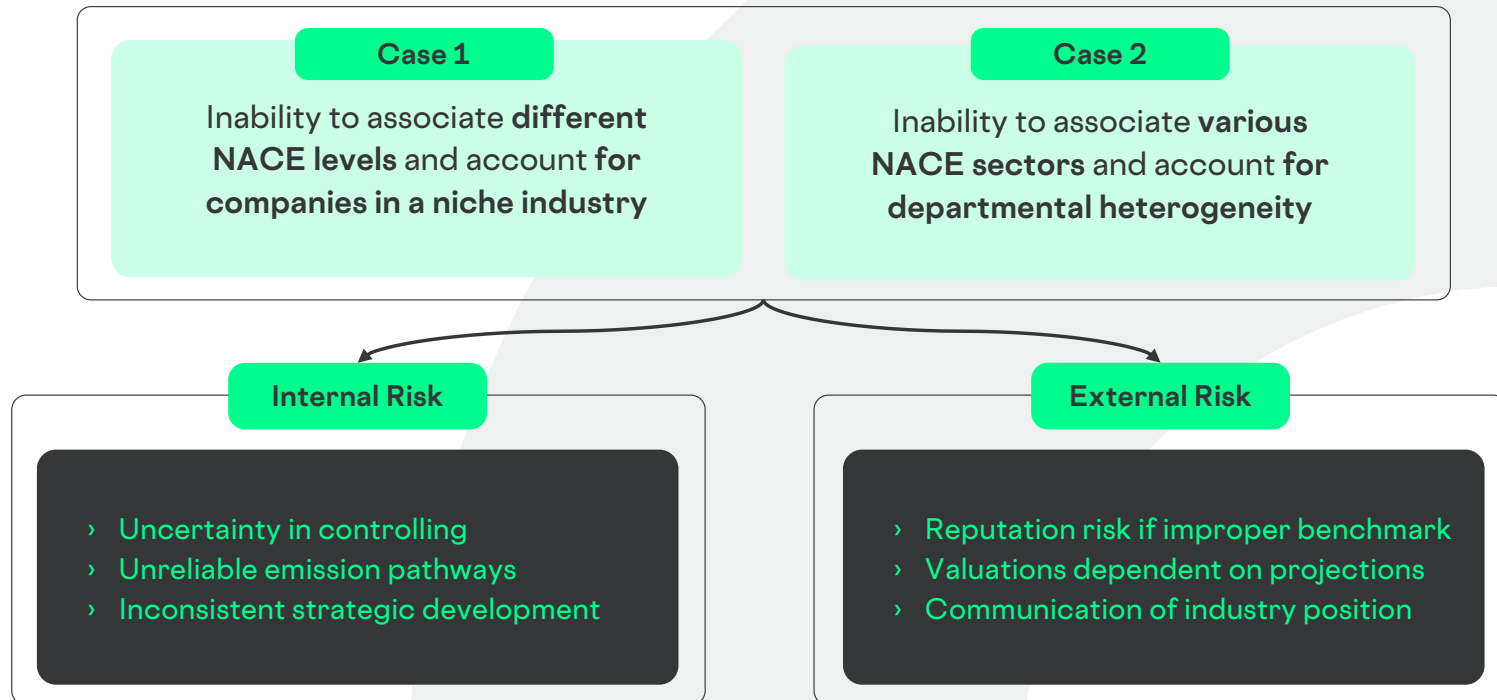 Case 1
Inability to associate different
NACE levels and account for
companies in a niche industry
Case 2
Inability to associate various
NACE sectors and account for
departmental heterogeneity
Internal Risk
› Uncertainty in controlling
› Unreliable emission pathways
› Inconsistent strategic development
External Risk
› Reputation risk if improper benchmark
› Valuations dependent on projections
› Communication of industry position